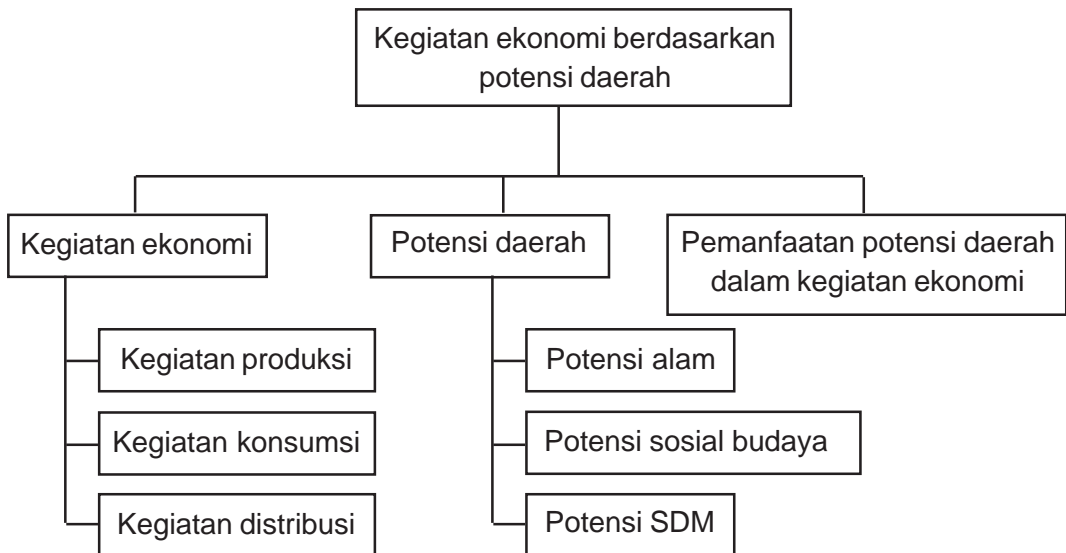 Kegiatan ekonomi berdasarkan
potensi daerah
Kegiatan ekonomi
Potensi daerah
Pemanfaatan potensi daerah
dalam kegiatan ekonomi
Kegiatan produksi
Potensi alam
Kegiatan konsumsi
Potensi sosial budaya
Kegiatan distribusi
Potensi SDM